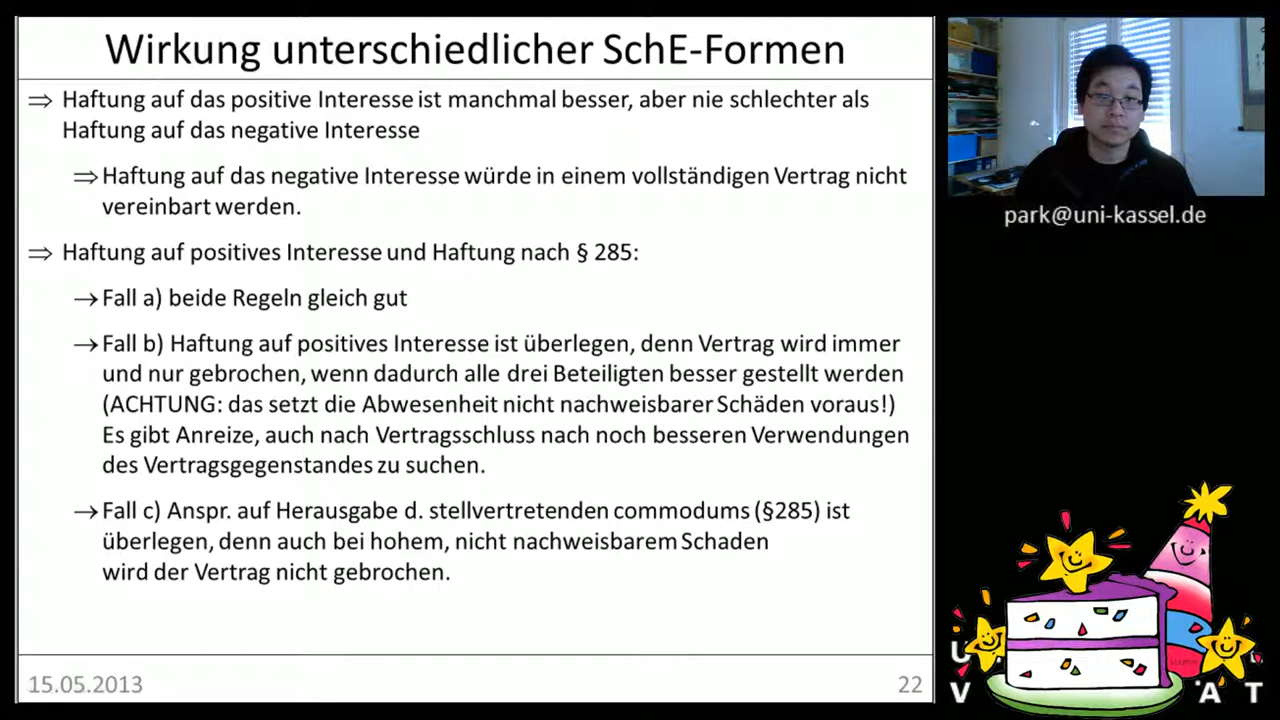 Wirkung unterschiedlicher SchE-Formen
⇒ Haftung auf das positive Interesse ist manchmal besser, aber nie schlechter als
Haftung auf das negative Interesse
⇒ Haftung auf das negative Interesse würde in einem vollständigen Vertrag nicht
vereinbart werden.
⇒ Haftung auf positives Interesse und Haftung nach § 285:
→ Fall a) beide Regeln gleich gut
→ Fall b) Haftung auf positives Interesse ist überlegen, denn Vertrag wird immer
und nur gebrochen, wenn dadurch alle drei Beteiligten besser gestellt werden
(ACHTUNG: das setzt die Abwesenheit nicht nachweisbarer Schäden voraus!)
Es gibt Anreize, auch nach Vertragsschluss nach noch besseren Verwendungen
des Vertragsgegenstandes zu suchen.
→ Fall c) Anspr. auf Herausgabe d. stellvertretenden commodums (§285) ist
überlegen, denn auch bei hohem, nicht nachweisbarem Schaden
wird der Vertrag nicht gebrochen.
15.05.2013
22
park@uni-kassel.de
U
V A T